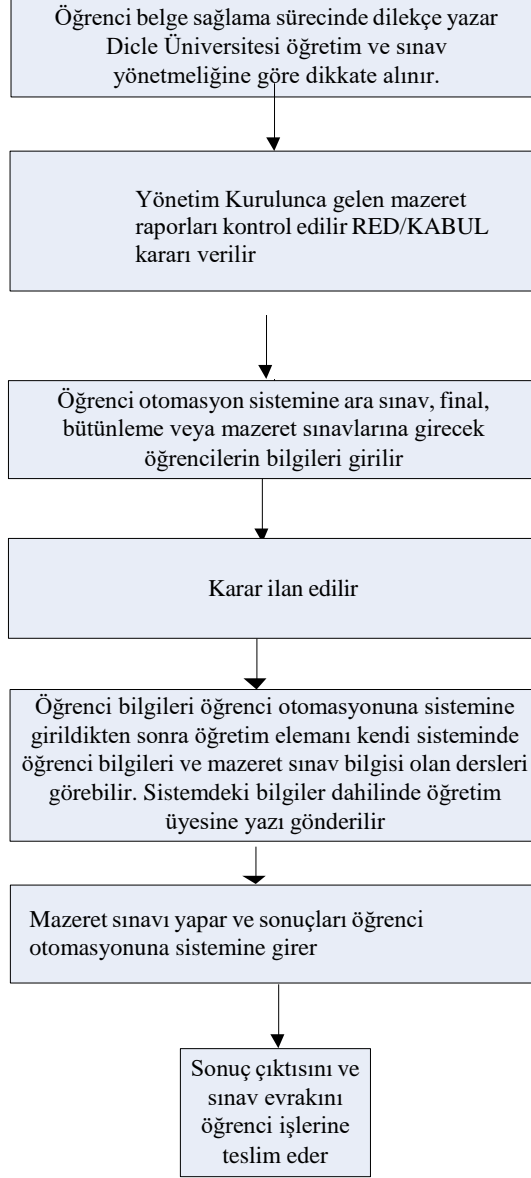 Öğrenci belge sağlama sürecinde dilekçe yazar
Dicle Üniversitesi öğretim ve sınav
yönetmeliğine göre dikkate alınır.
Yönetim Kurulunca gelen mazeret
raporları kontrol edilir RED/KABUL
kararı verilir
Öğrenci otomasyon sistemine ara sınav, final,
bütünleme veya mazeret sınavlarına girecek
öğrencilerin bilgileri girilir
Karar ilan edilir
Öğrenci bilgileri öğrenci otomasyonuna sistemine
girildikten sonra öğretim elemanı kendi sisteminde
öğrenci bilgileri ve mazeret sınav bilgisi olan dersleri
görebilir. Sistemdeki bilgiler dahilinde öğretim
üyesine yazı gönderilir
Mazeret sınavı yapar ve sonuçları öğrenci
otomasyonuna sistemine girer
Sonuç çıktısını ve
sınav evrakını
öğrenci işlerine
teslim eder